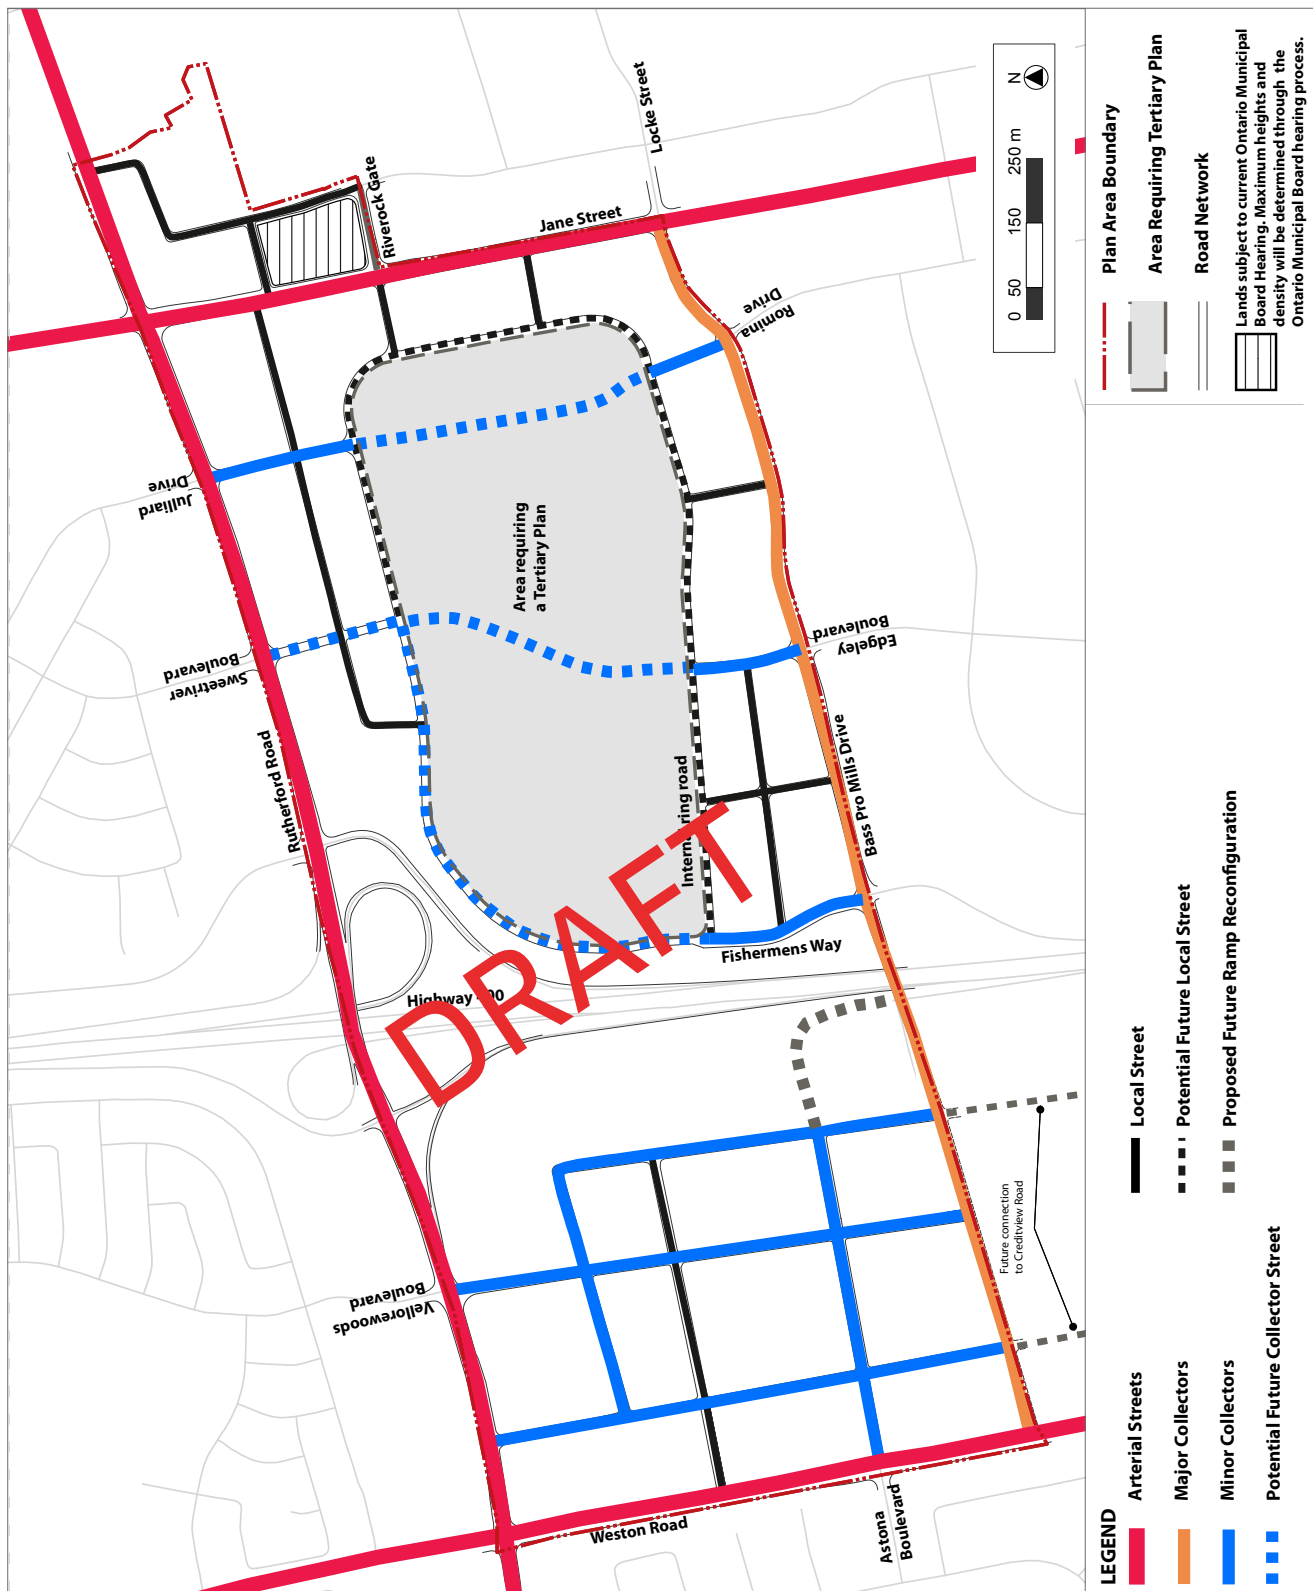 Rutherford Road
Vellorewoods
Boulevard
Sweetriver
Boulevard
Julliard
Drive
Riverock Gate
Jane Street
Locke Street
Romina
Drive
Edgeley
Boulevard
Bass Pro Mills Drive
Fishermens Way
Highway
Weston Road
Astona
Boulevard
Area requiring
a Tertiary Plan
ring road
Future connection
to Creditview Road
DRAFT
0 50 150 250 m
N
LEGEND
Arterial Streets
Major Collectors
Minor Collectors
Potential Future Collector Street
Local Street
Potential Future Local Street
Proposed Future Ramp Reconfiguration
Plan Area Boundary
Area Requiring Tertiary Plan
Road Network
Lands subject to current Ontario Municipal
Board Hearing. Maximum heights and
density will be determined through the
Ontario Municipal Board hearing process.